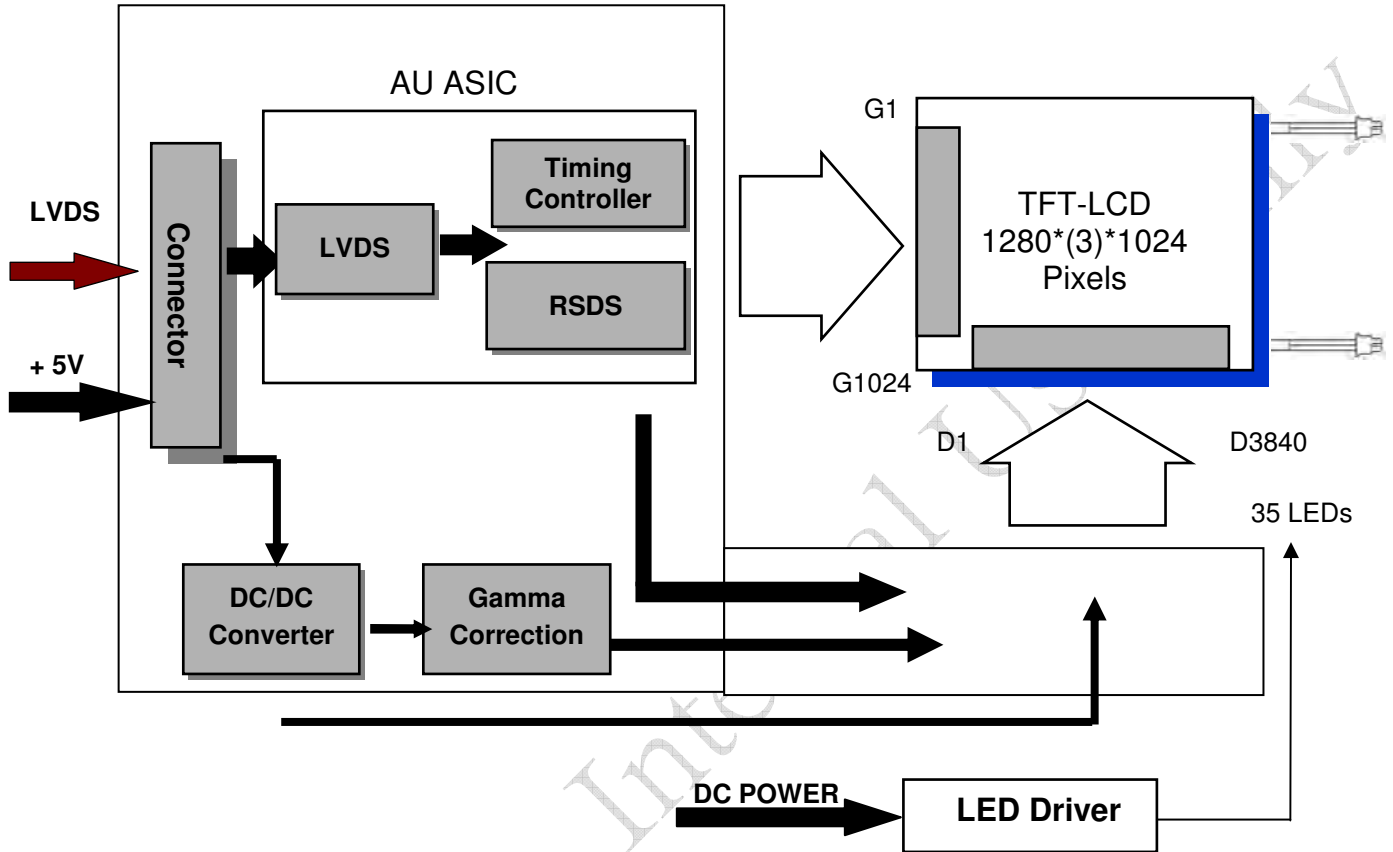 AU ASIC
G1
Timing
Controller
TFT-LCD
1280*(3)*1024
Pixels
LVDS
Connector
LVDS
RSDS
+ 5V
G1024
D1
D3840
35 LEDs
DC/DC
Converter
Gamma
Correction
DC POWER
LED Driver